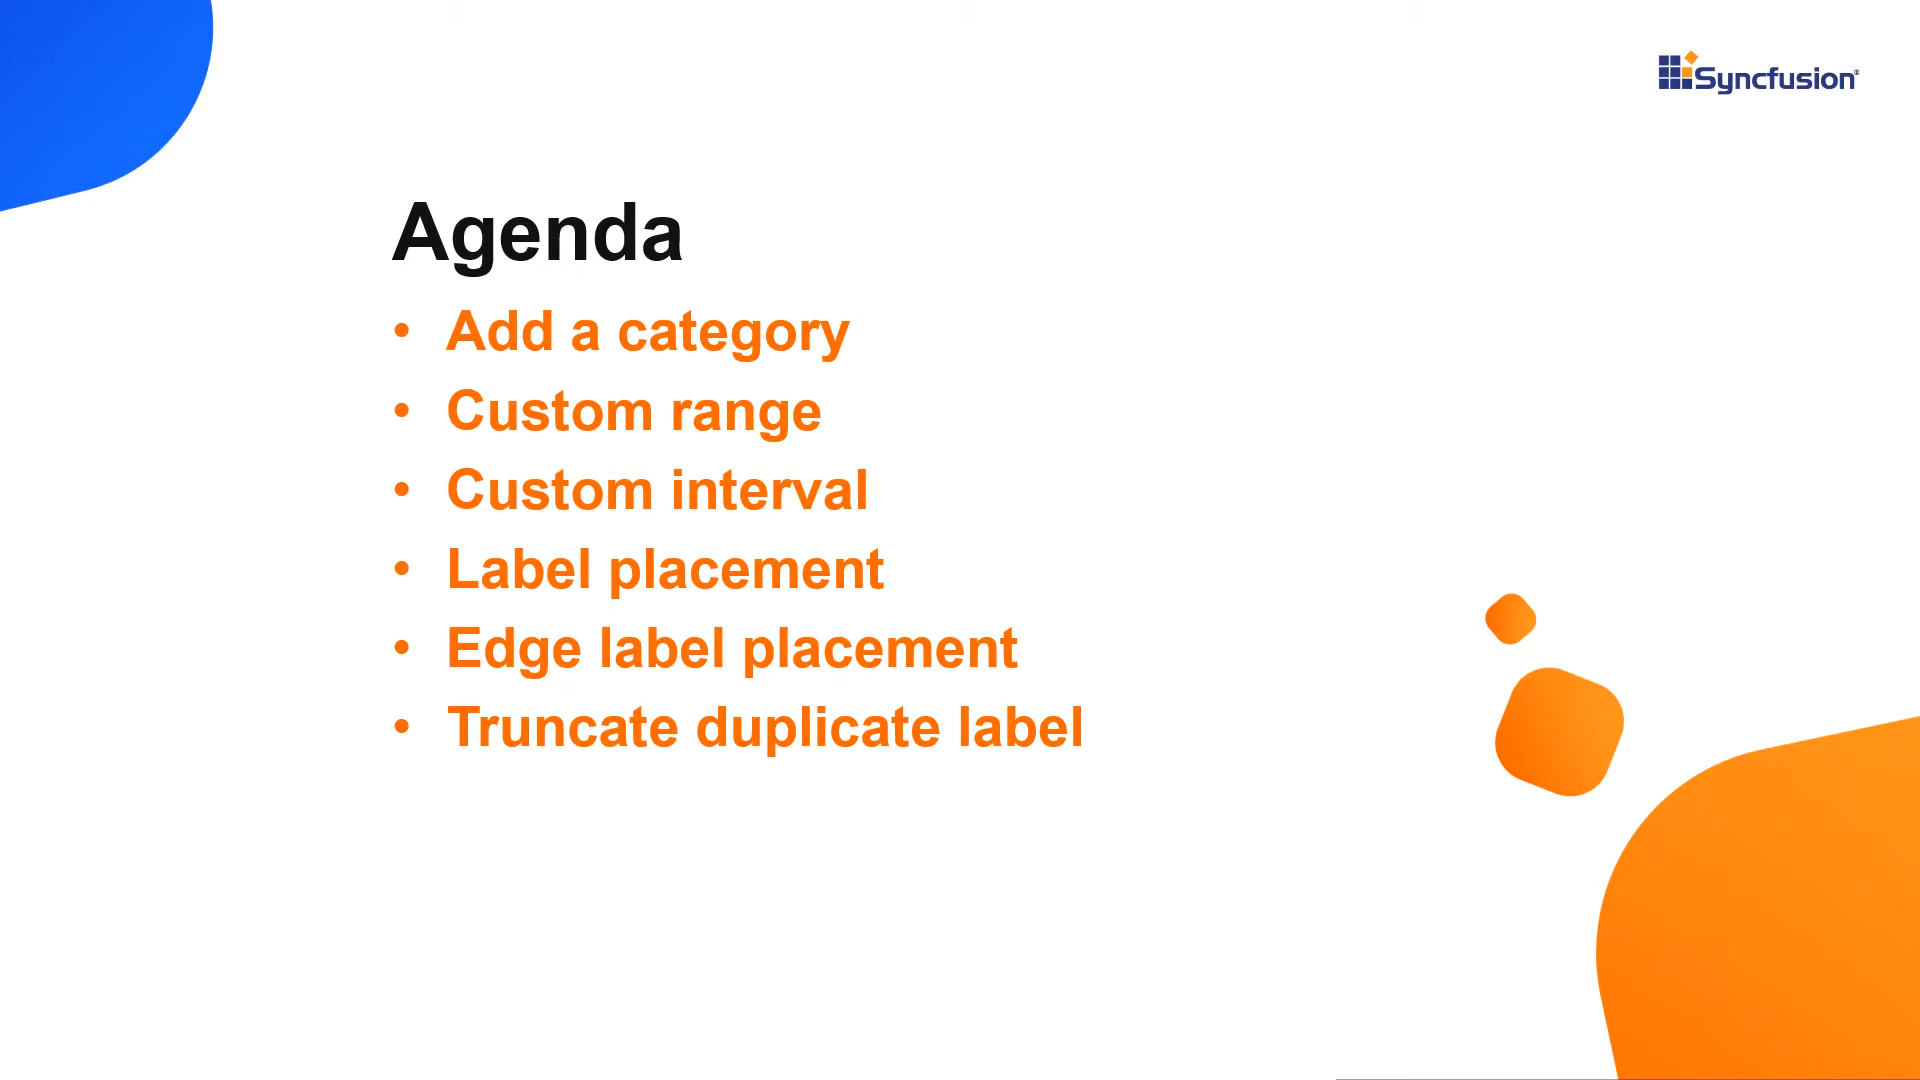 Syncfusion®
Agenda
• Add a category
• Custom range
• Custom interval
• Label placement
• Edge label placement
• Truncate duplicate label